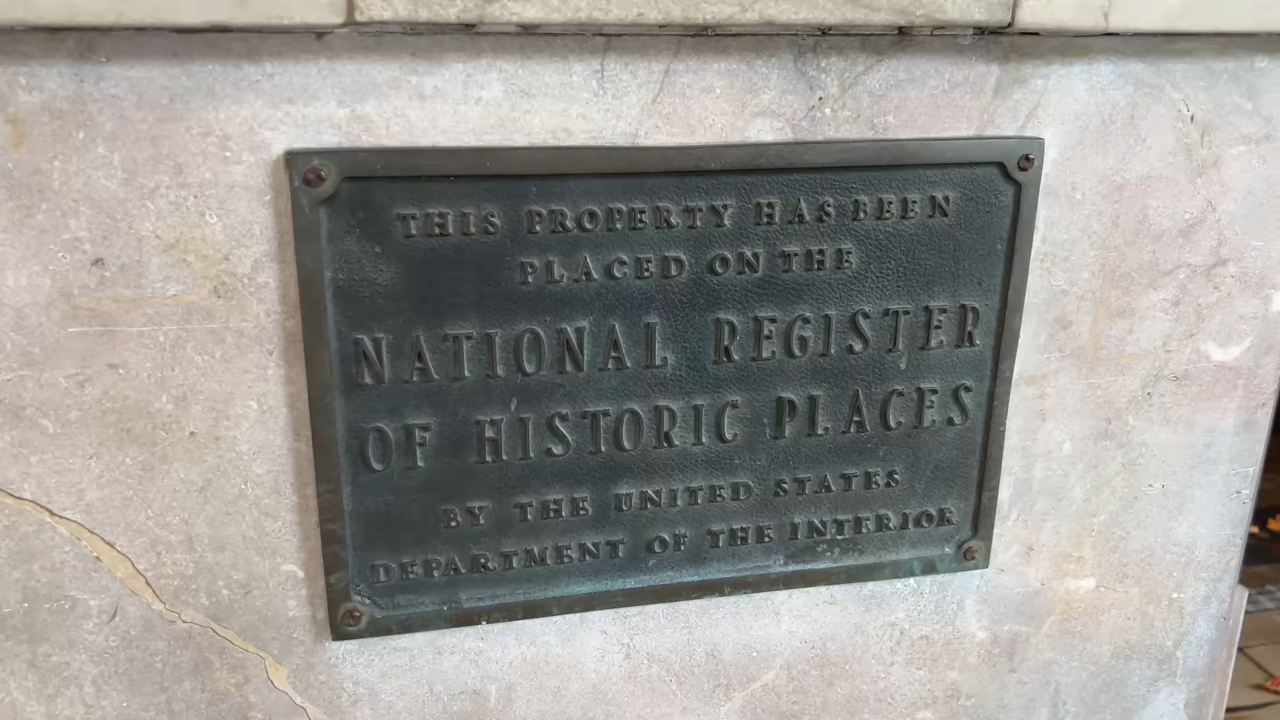 THIS PROPERTY HAS BEEN
PLACED ON THE
NATIONAL REGISTER
OF HISTORIC PLACES
BY THE UNITED STATES
DEPARTMENT OF THE INTERIOR